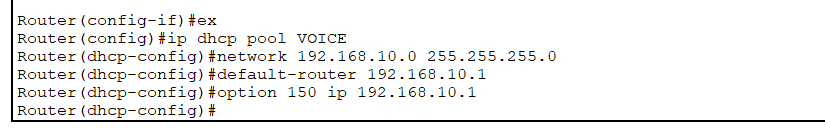 Router(config-if)#ex
Router(config)#ip dhcp pool VOICE
Router(dhcp-config)#network 192.168.10.0 255.255.255.0
Router(dhcp-config)#default-router 192.168.10.1
Router(dhcp-config)#option 150 ip 192.168.10.1
Router(dhcp-config)#